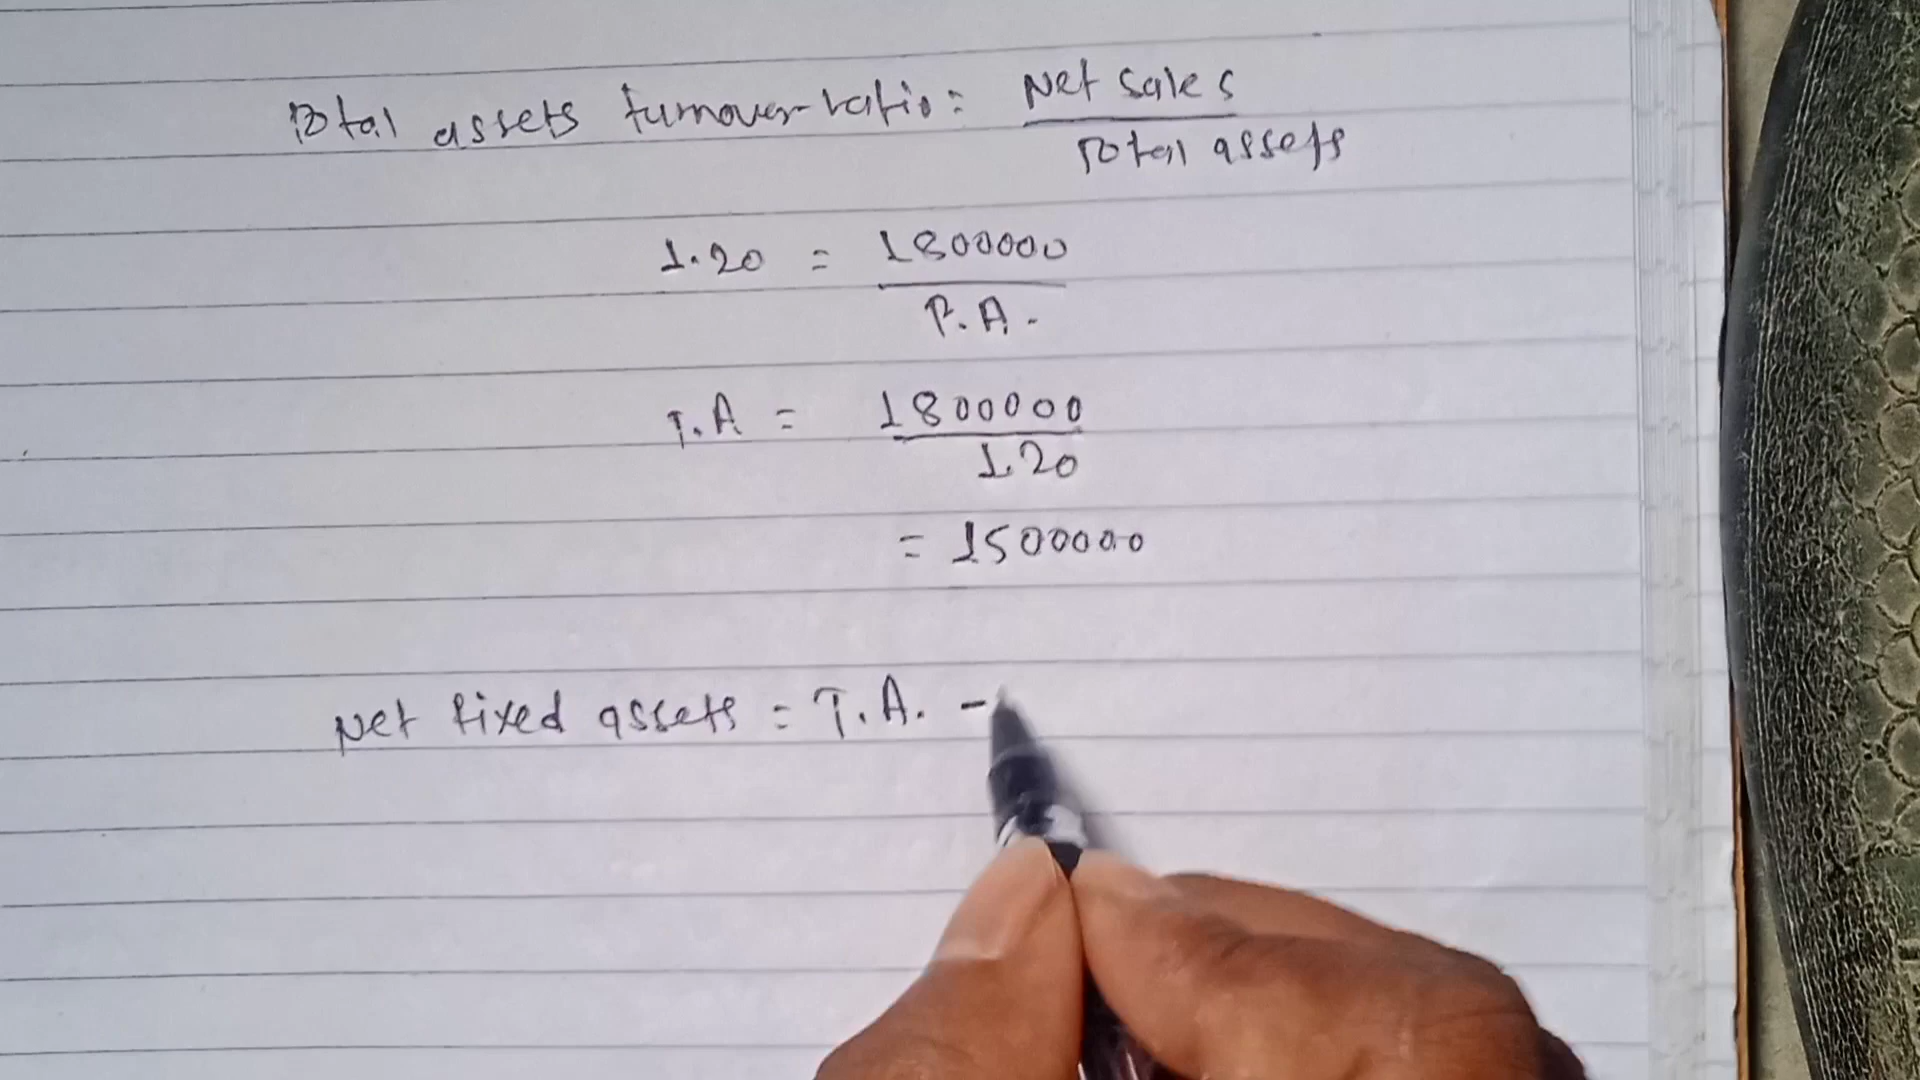 Total assets turnover ratio = Net sales
Total assets
1.20 = 1800000
T.A.
T.A = 1800000
1.20
= 1500000
Net fixed assets = T.A. -